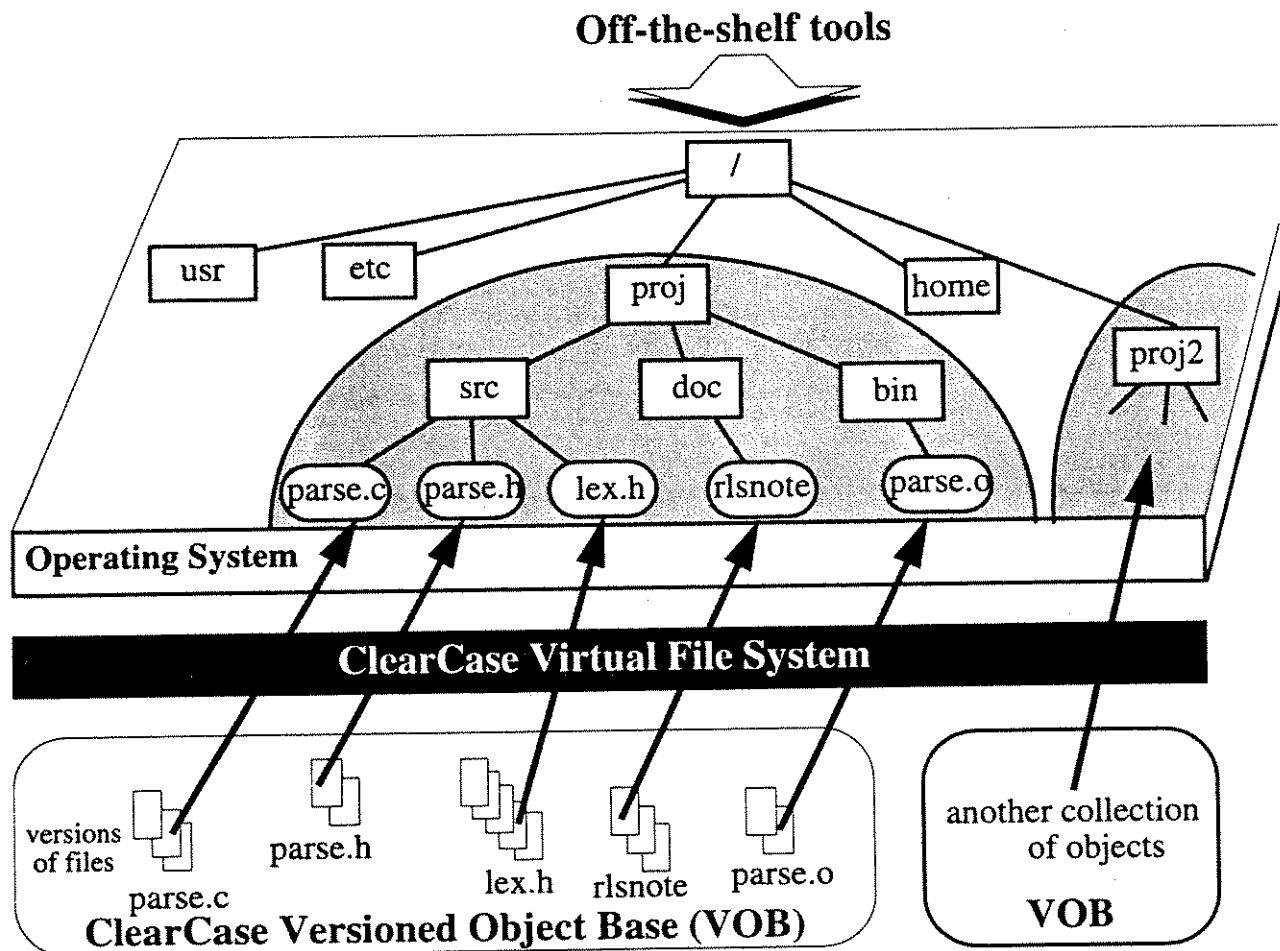 Off-the-shelf tools
/
usr
etc
proj
home
proj2
src
doc
bin
parse.c
parse.h
lex.h
rlsnote
parse.o
Operating System
ClearCase Virtual File System
versions
of files
parse.c
parse.h
lex.h
rlsnote
parse.o
ClearCase Versioned Object Base (VOB)
another collection
of objects
VOB